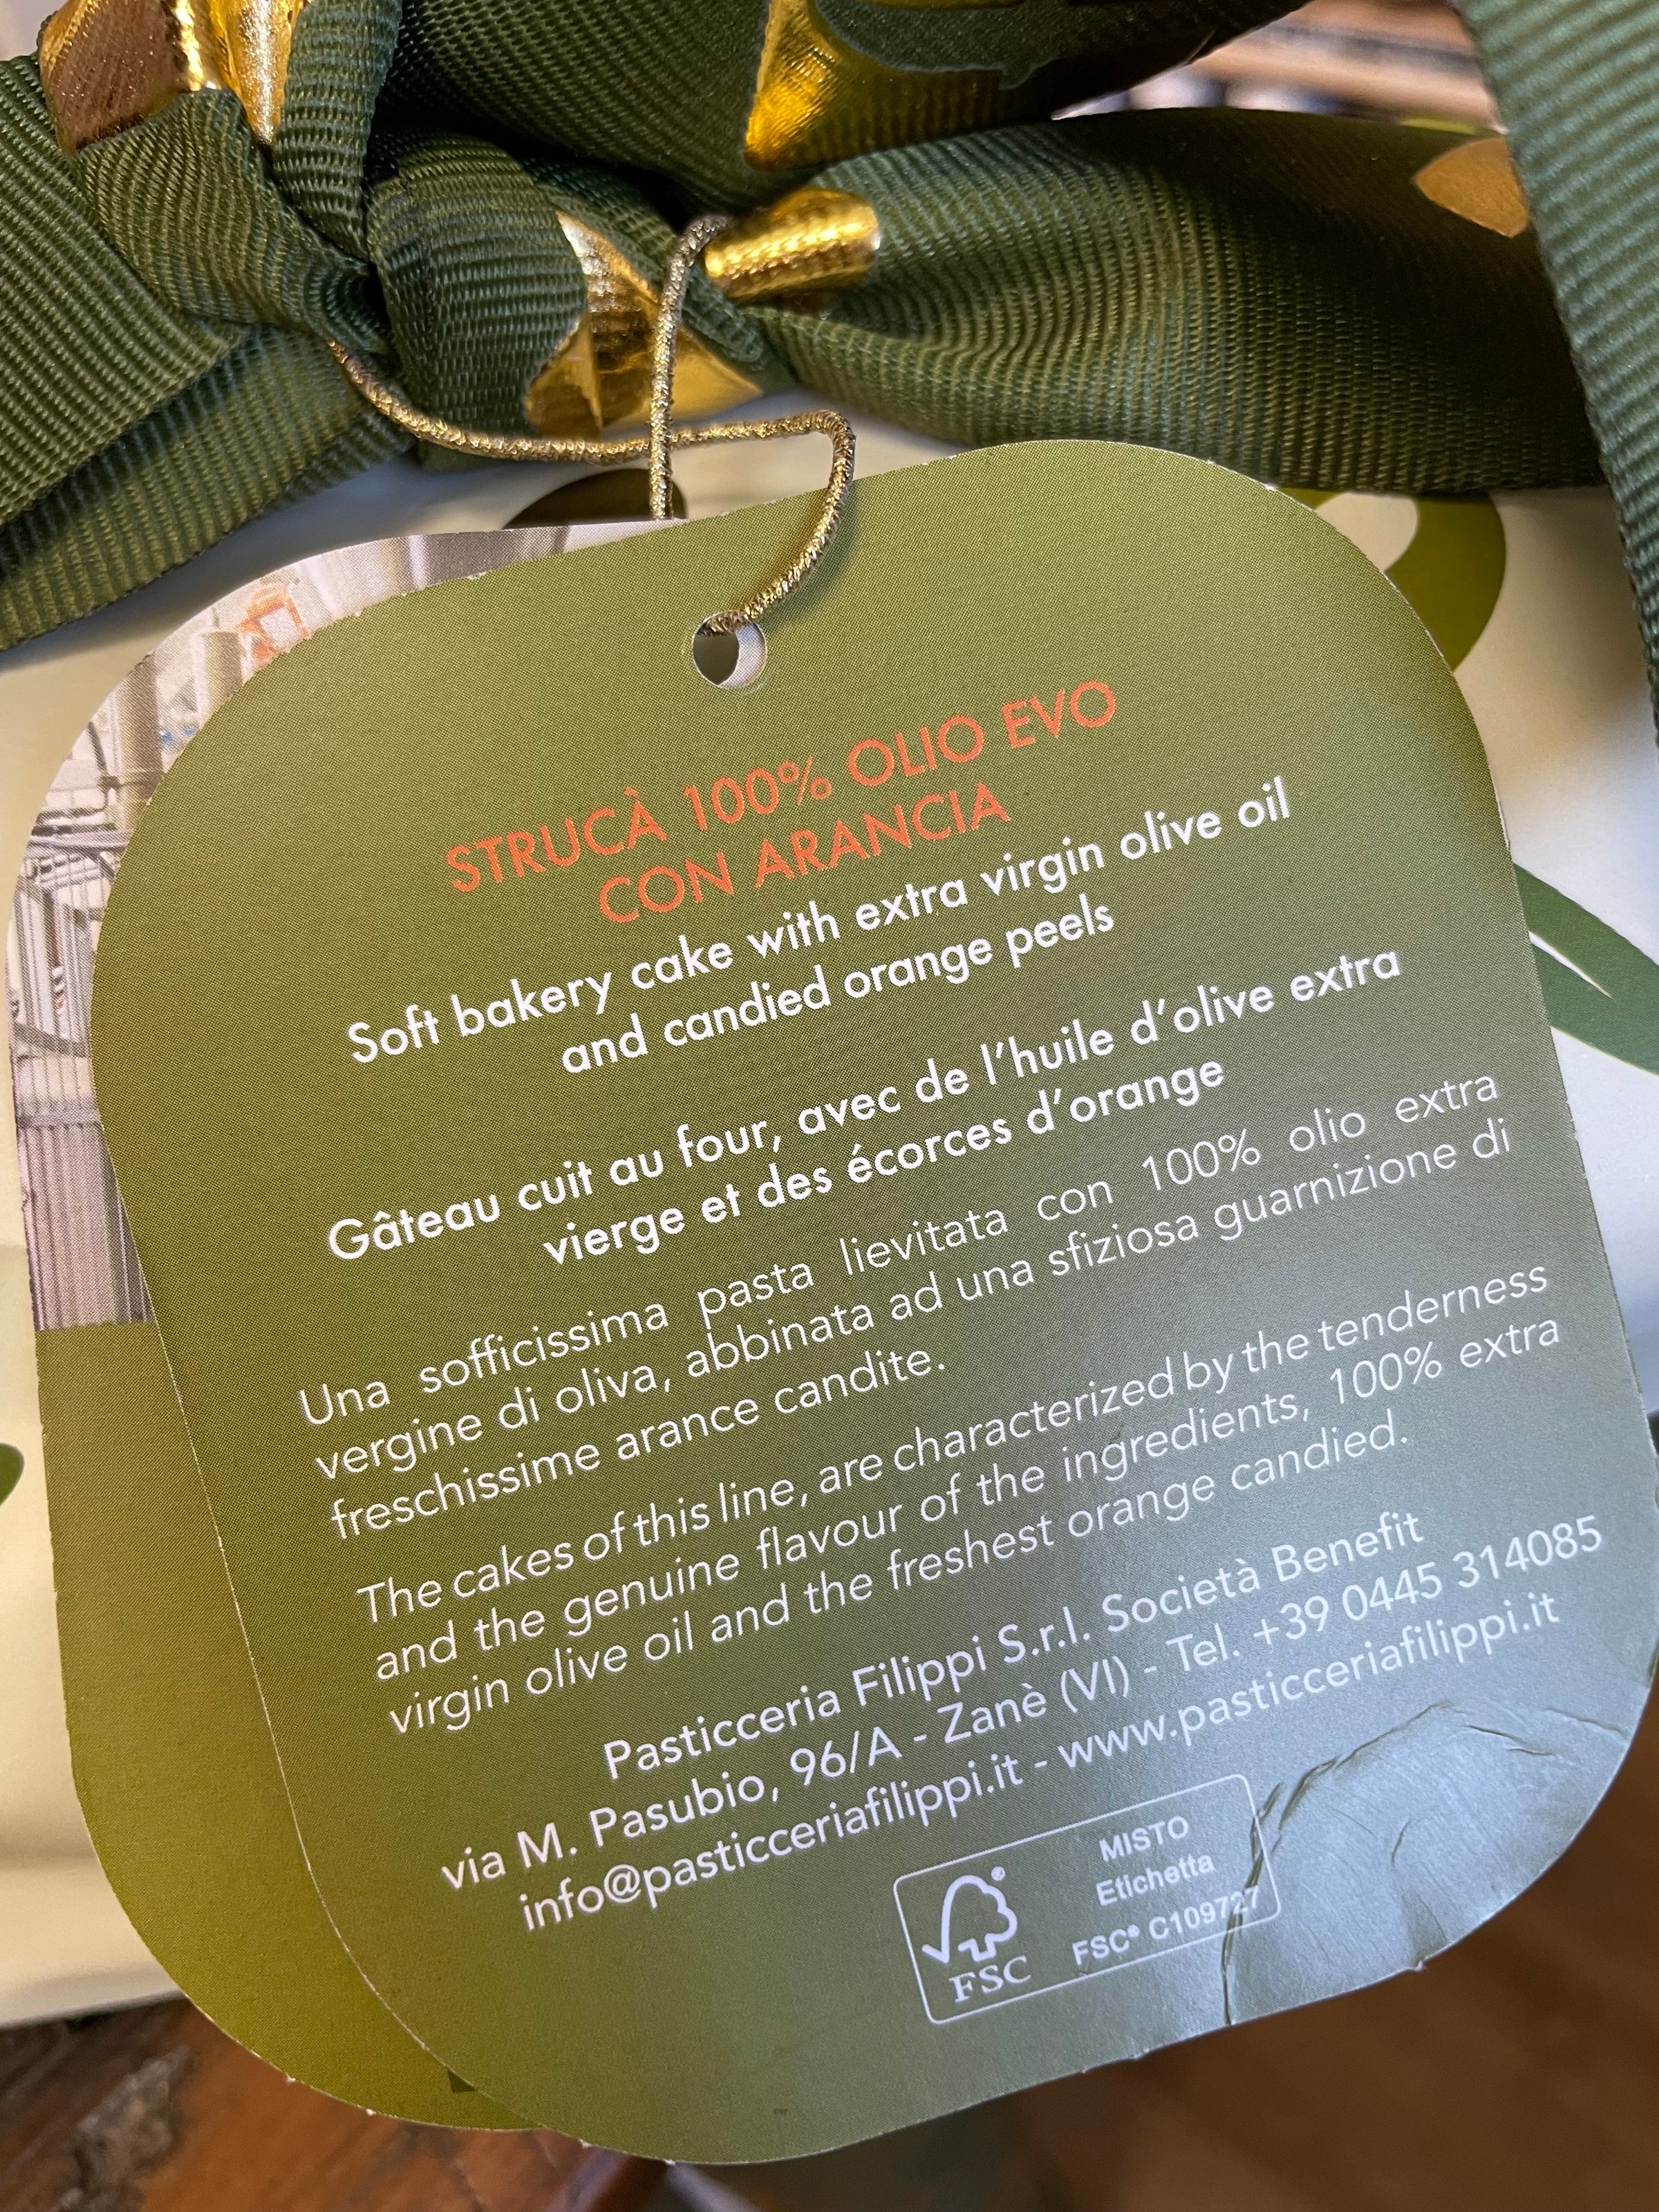 STRUCÀ 100% OLIO EVO
CON ARANCIA
Soft bakery cake with extra virgin olive oil
and candied orange peels
Gâteau cuit au four, avec de l'huile d'olive extra
vierge et des écorces d'orange
Una sofficissima pasta lievitata con 100% olio extra
vergine di oliva, abbinata ad una sfiziosa guarnizione di
freschissime arance candite.
The cakes of this line, are characterized by the tenderness
and the genuine flavour of the ingredients, 100% extra
virgin olive oil and the freshest orange candied.
Pasticceria Filippi S.r.l. Società Benefit
via M. Pasubio, 96/A - Zanè (VI) - Tel. +39 0445 314085
info@pasticceriafilippi.it - www.pasticceriafilippi.it
MISTO
Etichetta
FSC® C109727
FSC